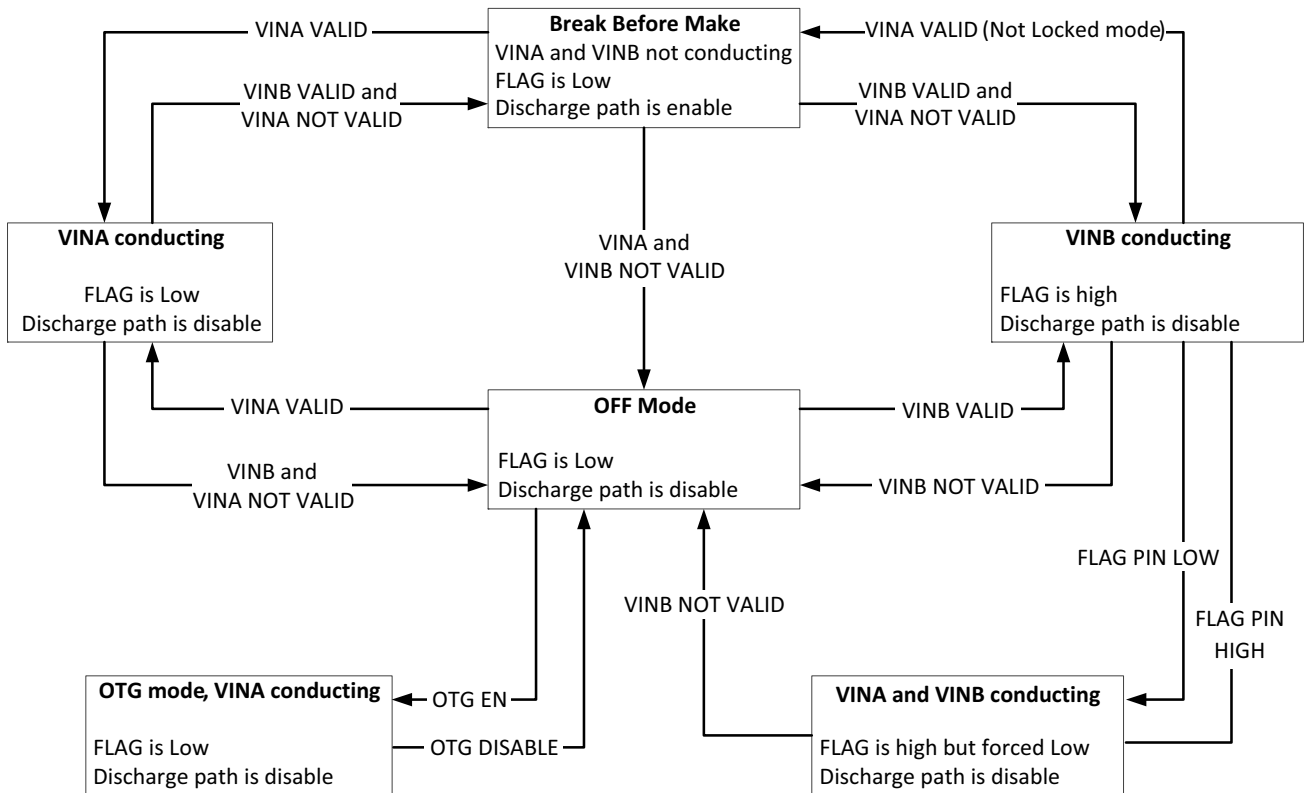 Break Before Make
VINA and VINB not conducting
FLAG is Low
Discharge path is enable
VINA VALID
VINA VALID (Not Locked mode)
VINB VALID and
VINA NOT VALID
VINB VALID and
VINA NOT VALID
VINA conducting
FLAG is Low
Discharge path is disable
VINA and
VINB NOT VALID
VINB conducting
FLAG is high
Discharge path is disable
VINA VALID
OFF Mode
FLAG is Low
Discharge path is disable
VINB VALID
VINB and
VINA NOT VALID
VINB NOT VALID
FLAG PIN LOW
VINB NOT VALID
FLAG PIN
HIGH
OTG mode, VINA conducting
FLAG is Low
Discharge path is disable
OTG EN
OTG DISABLE
VINA and VINB conducting
FLAG is high but forced Low
Discharge path is disable